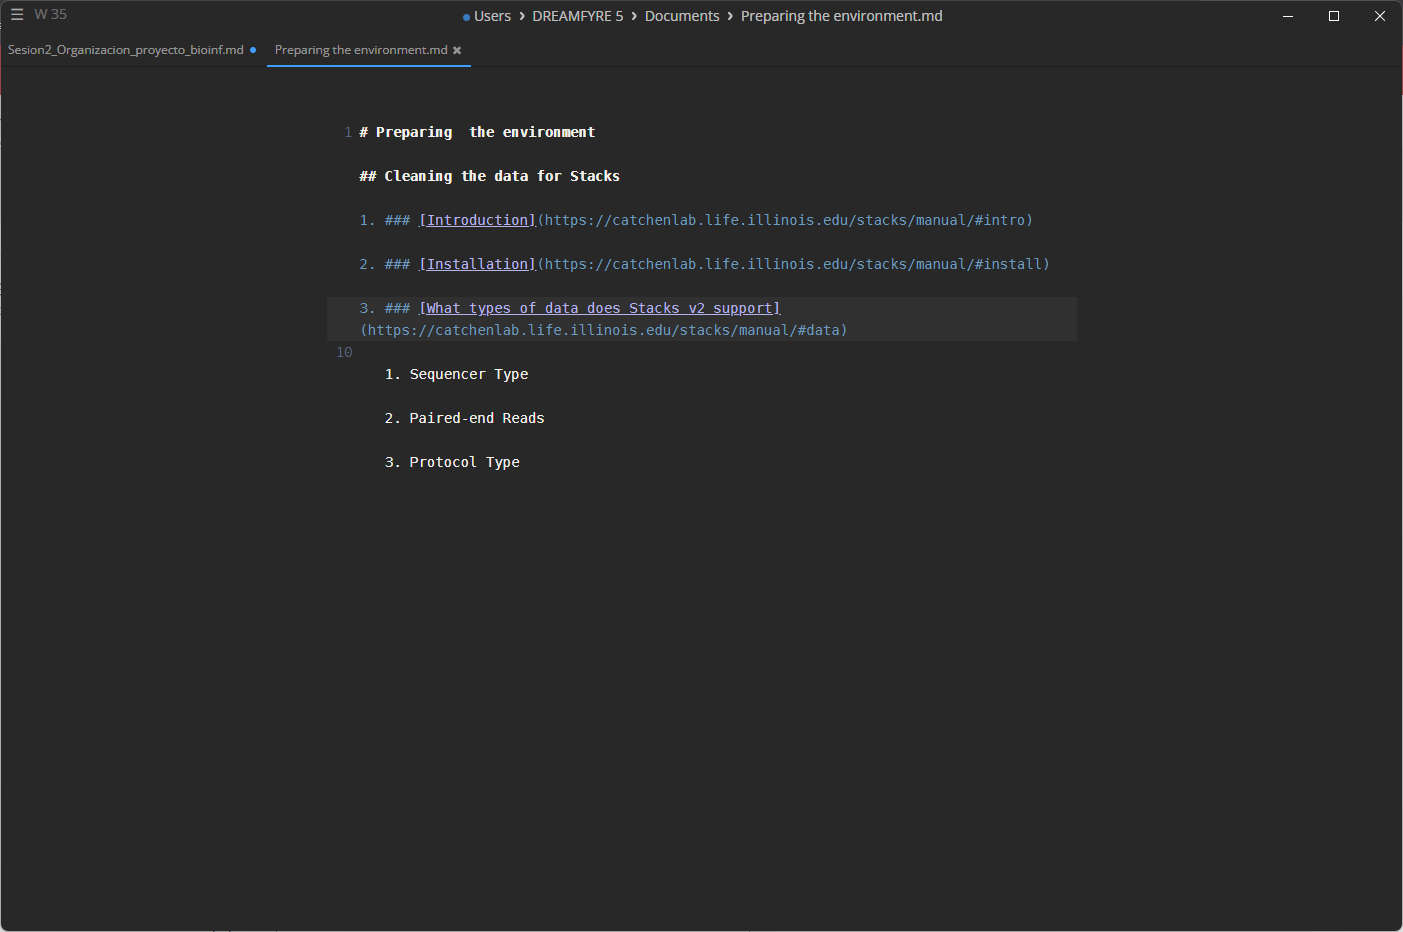 W 35
Users › DREAMFYRE 5 › Documents › Preparing the environment.md
Sesion2_Organizacion_proyecto_bioinf.md
Preparing the environment.md
1 # Preparing  the environment
## Cleaning the data for Stacks
1. ### [Introduction](https://catchenlab.life.illinois.edu/stacks/manual/#intro)
2. ### [Installation](https://catchenlab.life.illinois.edu/stacks/manual/#install)
3. ### [What types of data does Stacks v2 support]
(https://catchenlab.life.illinois.edu/stacks/manual/#data)
10
1. Sequencer Type
2. Paired-end Reads
3. Protocol Type